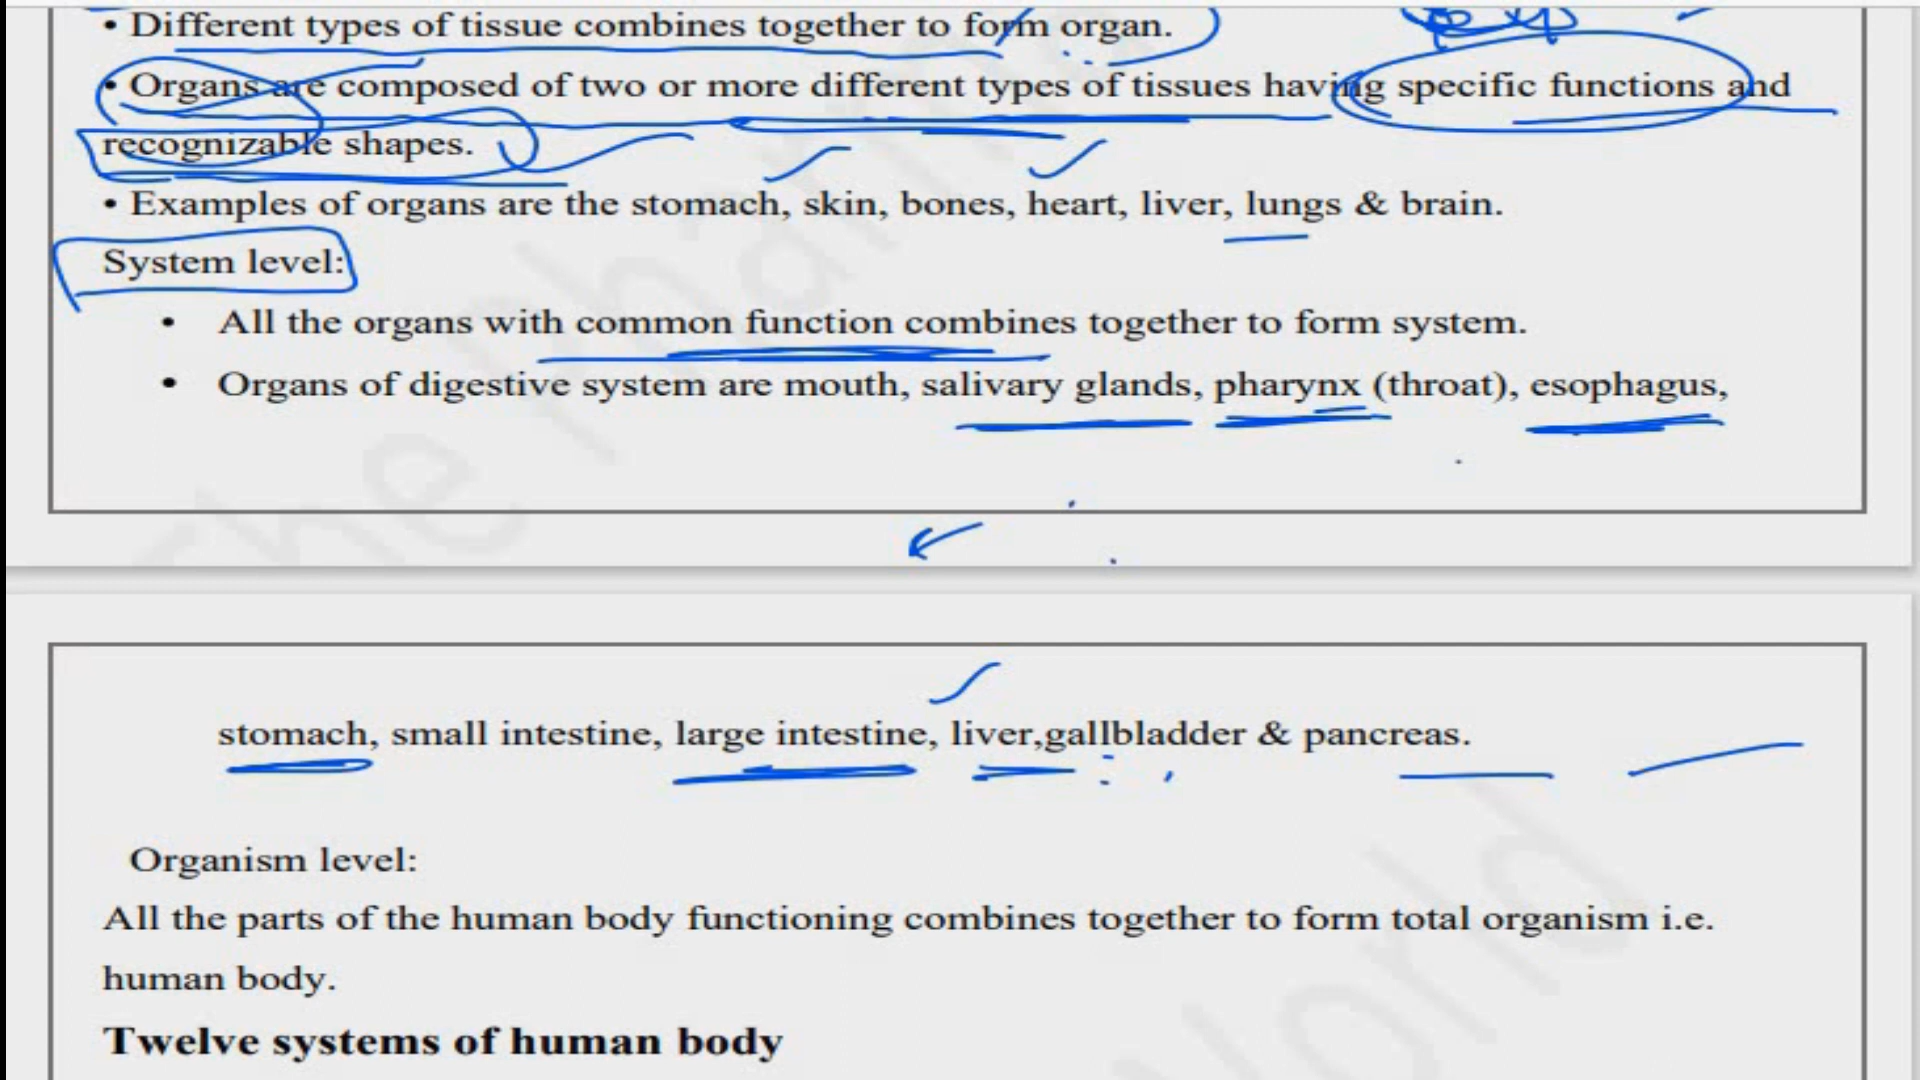 • Different types of tissue combines together to form organ.
• Organs are composed of two or more different types of tissues having specific functions and
recognizable shapes.
• Examples of organs are the stomach, skin, bones, heart, liver, lungs & brain.
System level:
• All the organs with common function combines together to form system.
• Organs of digestive system are mouth, salivary glands, pharynx (throat), esophagus,
stomach, small intestine, large intestine, liver,gallbladder & pancreas.
Organism level:
All the parts of the human body functioning combines together to form total organism i.e.
human body.
Twelve systems of human body